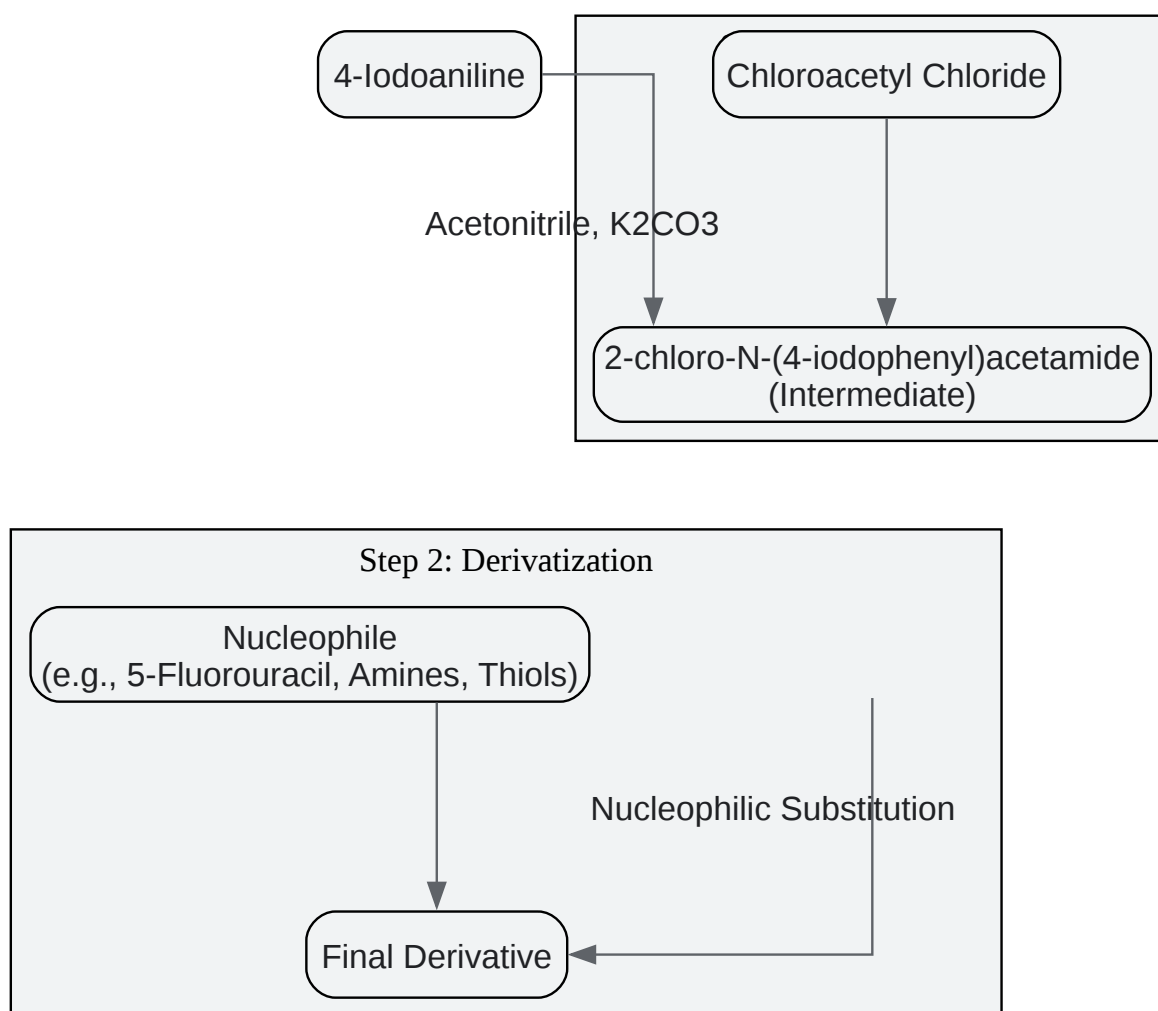 4-Iodoaniline
Chloroacetyl Chloride
Acetonitrile, K2CO3
2-chloro-N-(4-iodophenyl)acetamide
(Intermediate)
Step 2: Derivatization
Nucleophile
(e.g., 5-Fluorouracil, Amines, Thiols)
Nucleophilic Substitution
Final Derivative